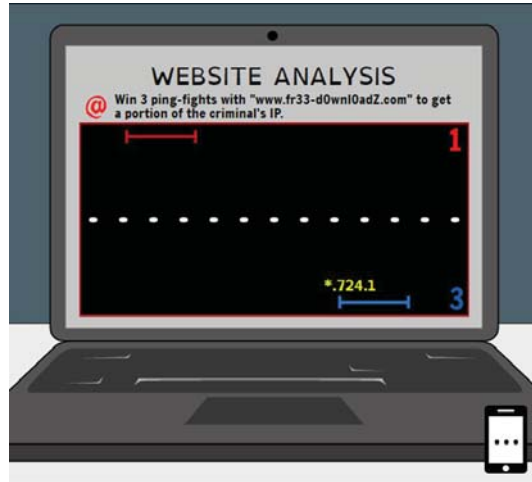 WEBSITE ANALYSIS
@ Win 3 ping-fights with "www.fr33-d0wnl0adZ.com" to get
a portion of the criminal's IP.
1
*.724.1
3
...